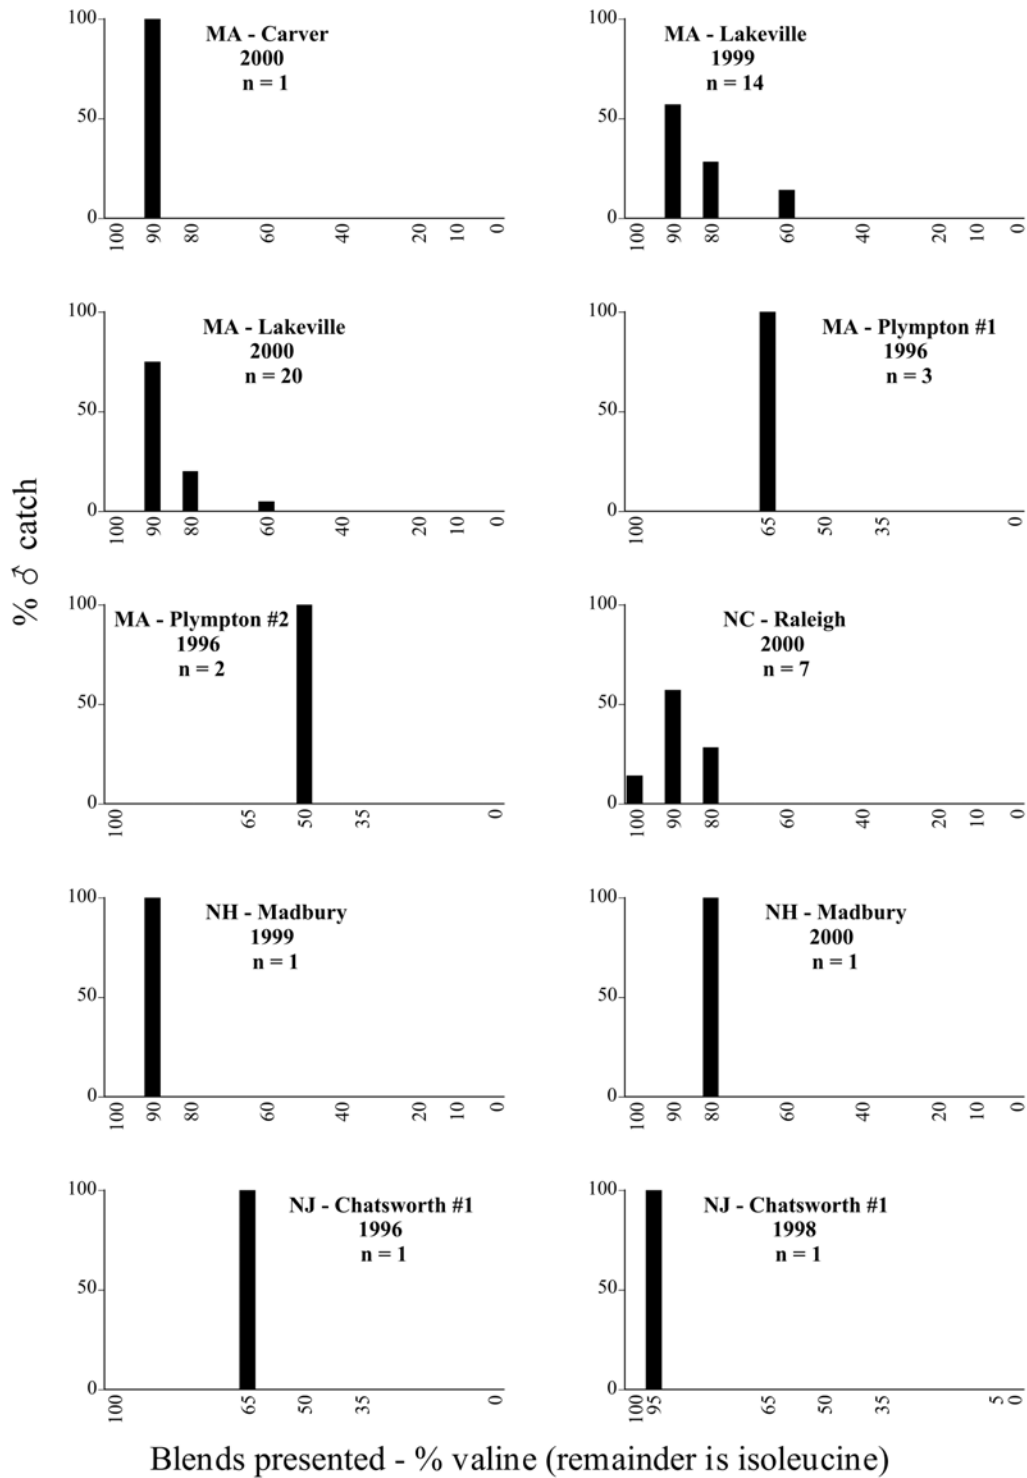 % ♂ catch
100
50
0
MA - Carver
2000
n = 1
100 90 80 60 40 20 10 0
100
50
0
MA - Lakeville
1999
n = 14
100 90 80 60 40 20 10 0
100
50
0
MA - Lakeville
2000
n = 20
100 90 80 60 40 20 10 0
100
50
0
MA - Plympton #1
1996
n = 3
100 65 50 35 0
100
50
0
MA - Plympton #2
1996
n = 2
100 65 50 35 0
100
50
0
NC - Raleigh
2000
n = 7
100 90 80 60 40 20 10 0
100
50
0
NH - Madbury
1999
n = 1
100 90 80 60 40 20 10 0
100
50
0
NH - Madbury
2000
n = 1
100 90 80 60 40 20 10 0
100
50
0
NJ - Chatsworth #1
1996
n = 1
100 65 50 35 0
100
50
0
NJ - Chatsworth #1
1998
n = 1
100 95 65 50 35 5 0
Blends presented - % valine (remainder is isoleucine)